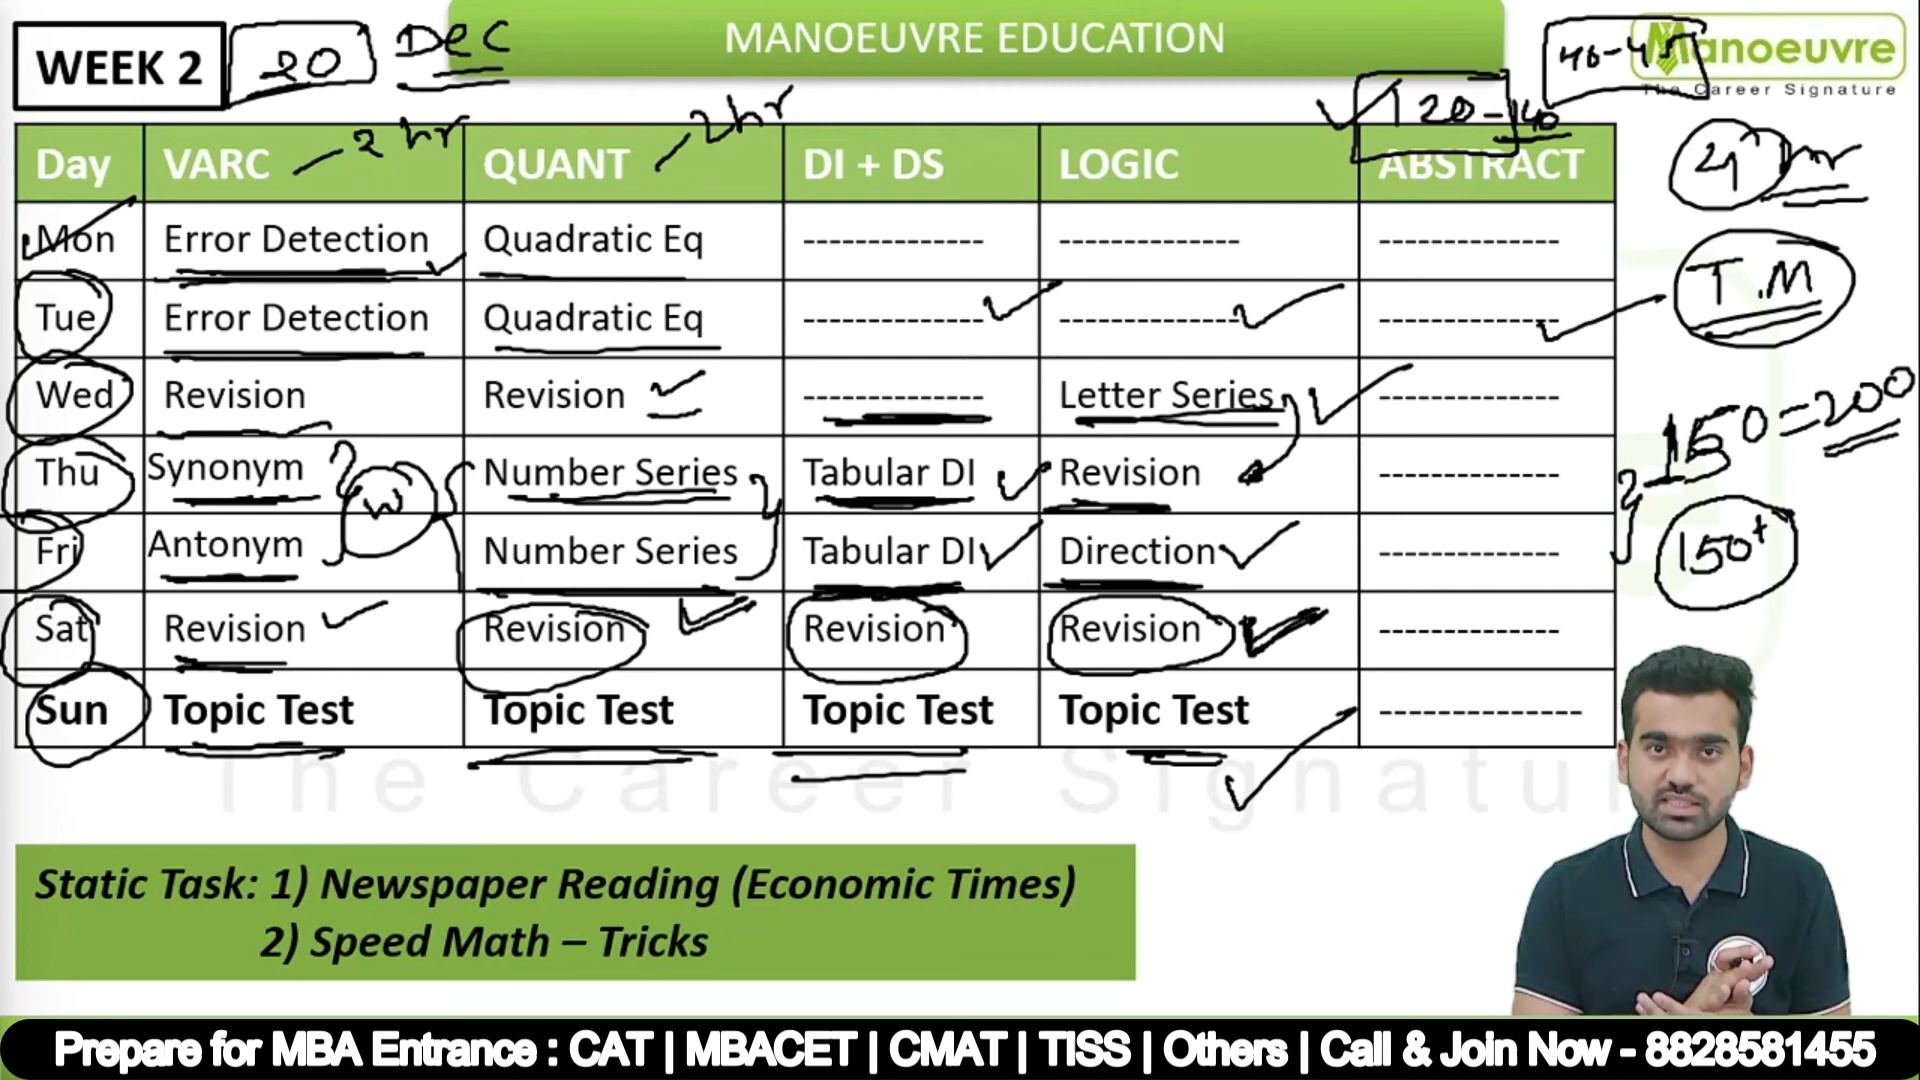 MANOEUVRE EDUCATION
WEEK 2 20 Dec
40-45
Manoeuvre
The Career Signature
2 hr 2 hr 120-140
Day VARC QUANT DI + DS LOGIC ABSTRACT
hr
Mon Error Detection Quadratic Eq -------------- -------------- --------------
Tue Error Detection Quadratic Eq -------------- -------------- --------------
T.M
Wed Revision Revision -------------- Letter Series --------------
150-200
Thu Synonym Number Series Tabular DI Revision --------------
W
Fri Antonym Number Series Tabular DI Direction --------------
150+
Sat Revision Revision Revision Revision --------------
Sun Topic Test Topic Test Topic Test Topic Test ----------------
The Career Signatur
Static Task: 1) Newspaper Reading (Economic Times)
2) Speed Math – Tricks
Prepare for MBA Entrance : CAT | MBACET | CMAT | TISS | Others | Call & Join Now - 8828581455